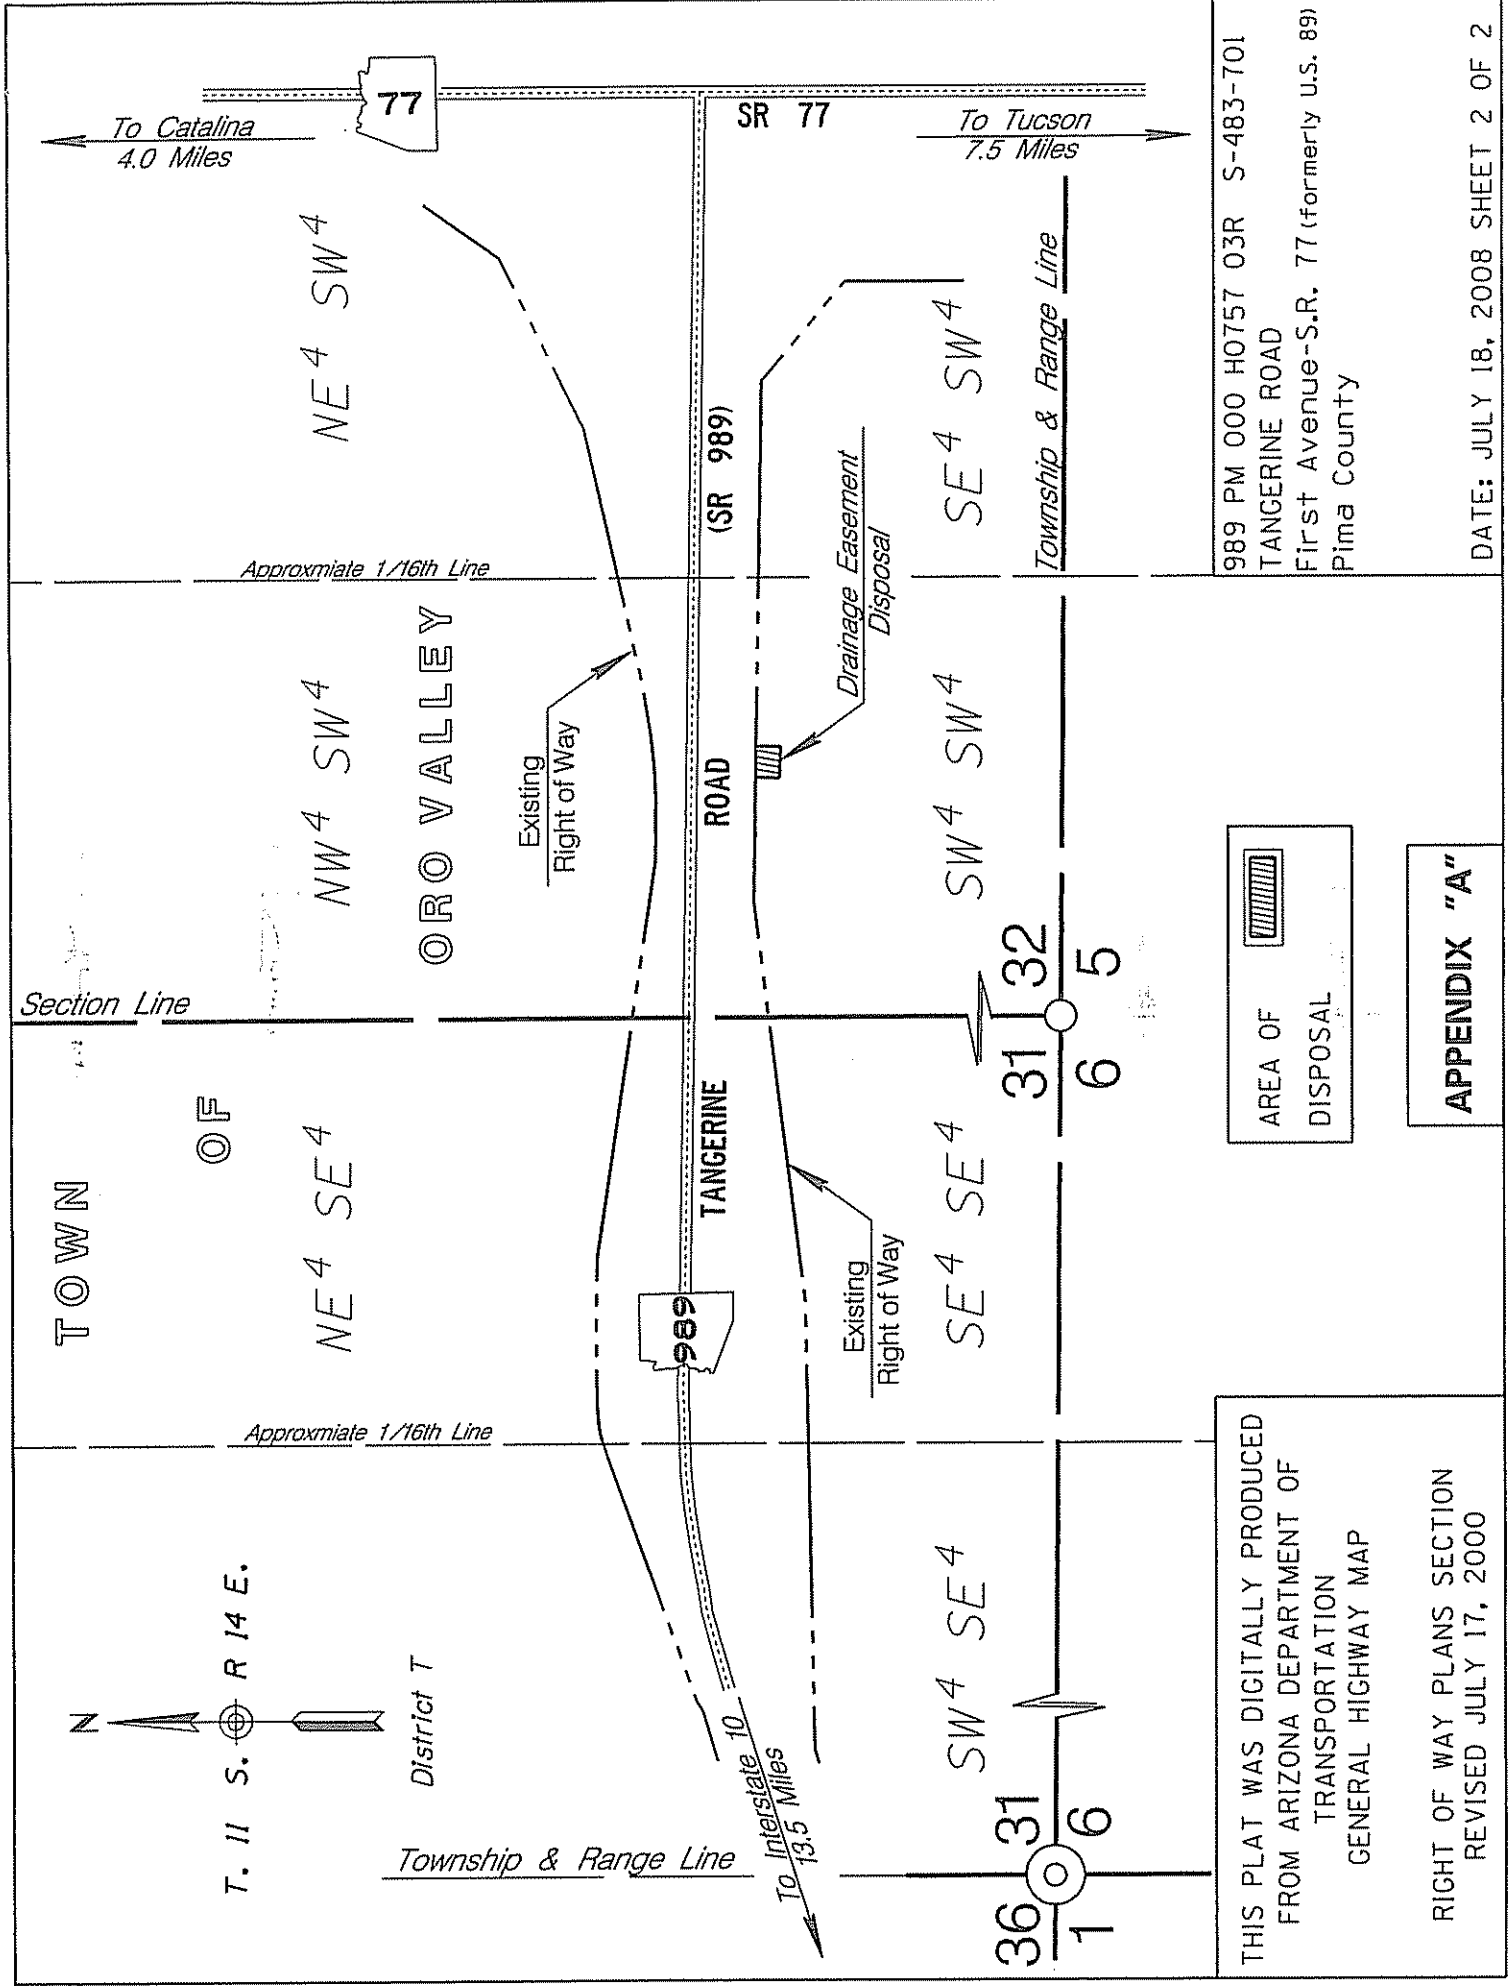 N
T. 11 S. R 14 E.
District T
TOWN
OF
ORO VALLEY
Section Line
NE4 SE4
NW4 SW4
NE4 SW4
Approxmiate 1/16th Line
Approxmiate 1/16th Line
To Catalina
4.0 Miles
77
SR 77
To Tucson
7.5 Miles
Existing
Right of Way
989
TANGERINE
ROAD
(SR 989)
To Interstate 10
13.5 Miles
Existing
Right of Way
Drainage Easement
Disposal
Township & Range Line
SW4 SE4
SE4 SE4
SW4 SW4
SE4 SW4
Township & Range Line
36 31
1 6
31 32
6 5
THIS PLAT WAS DIGITALLY PRODUCED
FROM ARIZONA DEPARTMENT OF
TRANSPORTATION
GENERAL HIGHWAY MAP
RIGHT OF WAY PLANS SECTION
REVISED JULY 17, 2000
AREA OF
DISPOSAL
APPENDIX "A"
989 PM 000 H0757 03R S-483-701
TANGERINE ROAD
First Avenue-S.R. 77 (formerly U.S. 89)
Pima County
DATE: JULY 18, 2008 SHEET 2 OF 2